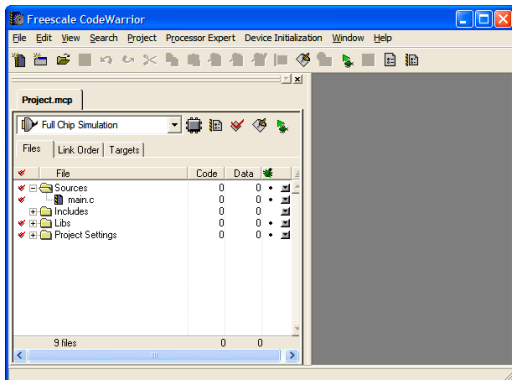 Freescale CodeWarrior
File Edit View Search Project Processor Expert Device Initialization Window Help
Project.mcp
Full Chip Simulation
Files Link Order Targets
File Code Data
Sources 0 0
main.c 0 0
Includes 0 0
Libs 0 0
Project Settings 0 0
9 files 0 0